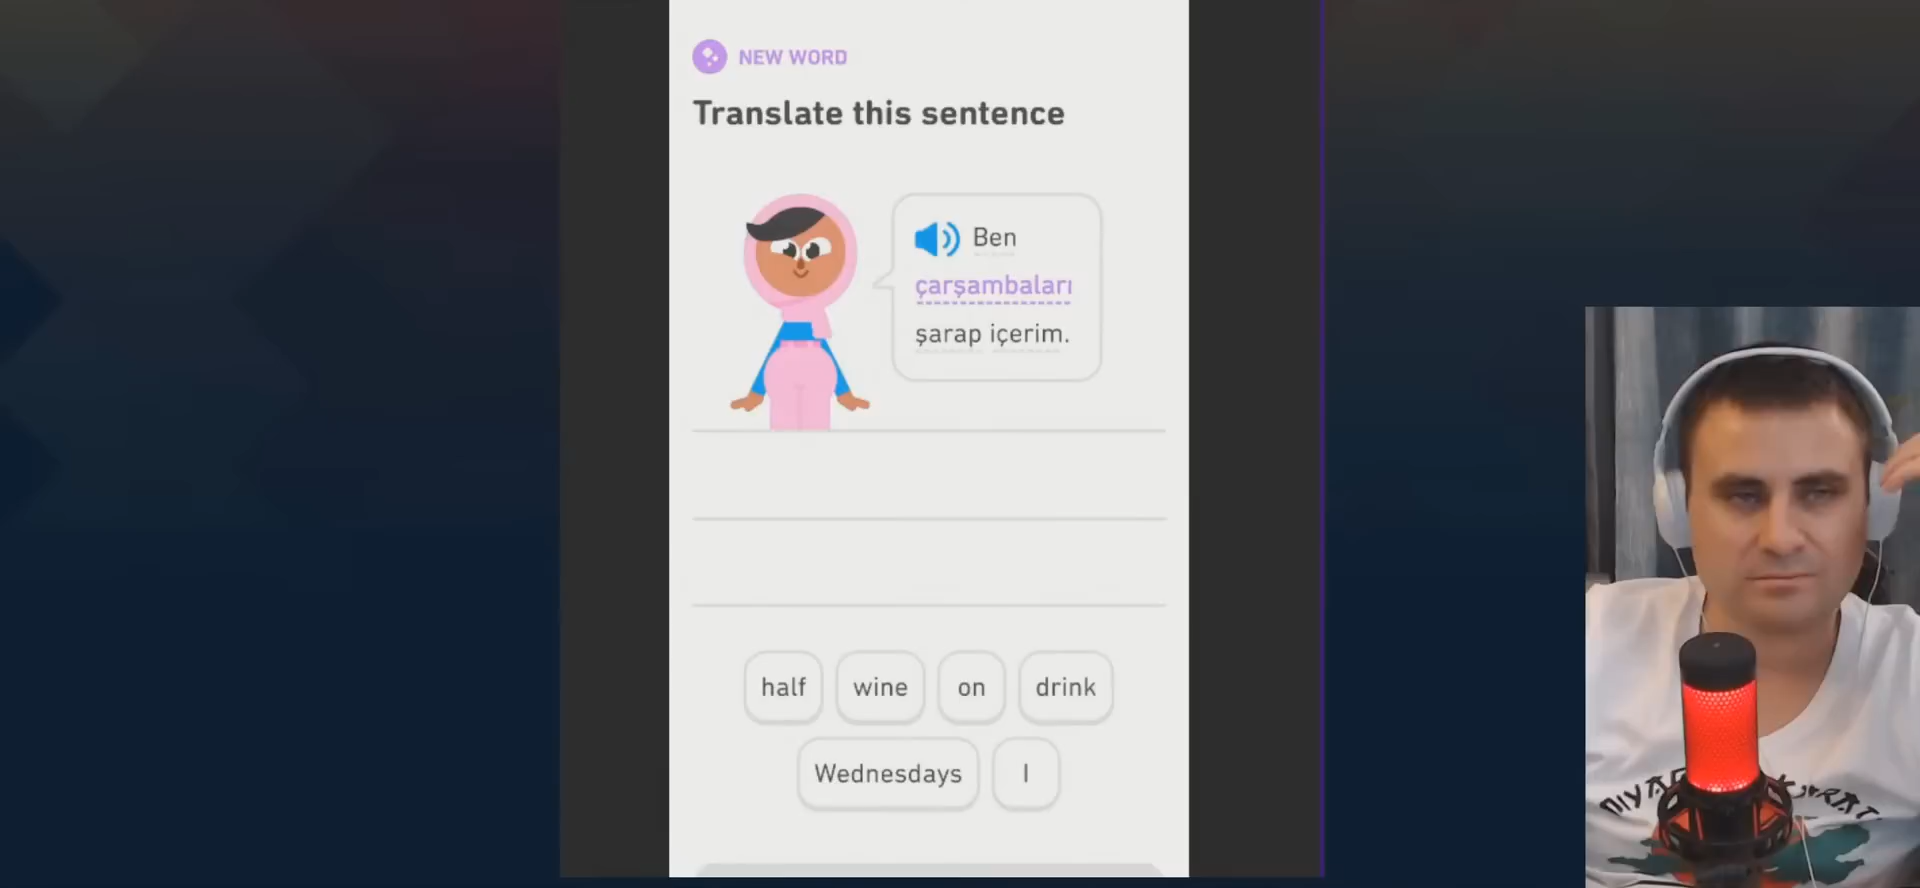 NEW WORD
Translate this sentence
Ben
çarşambaları
şarap içerim.
half wine on drink
Wednesdays I